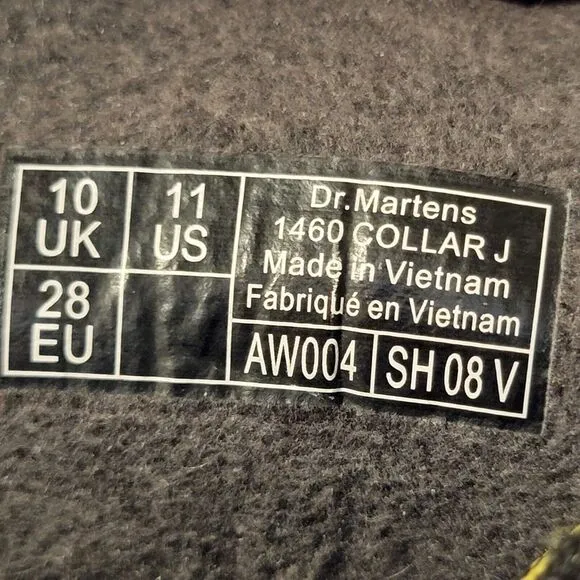 10
UK
11
US
28
EU
Dr.Martens
1460 COLLAR J
Made in Vietnam
Fabriqué en Vietnam
AW004
SH 08 V